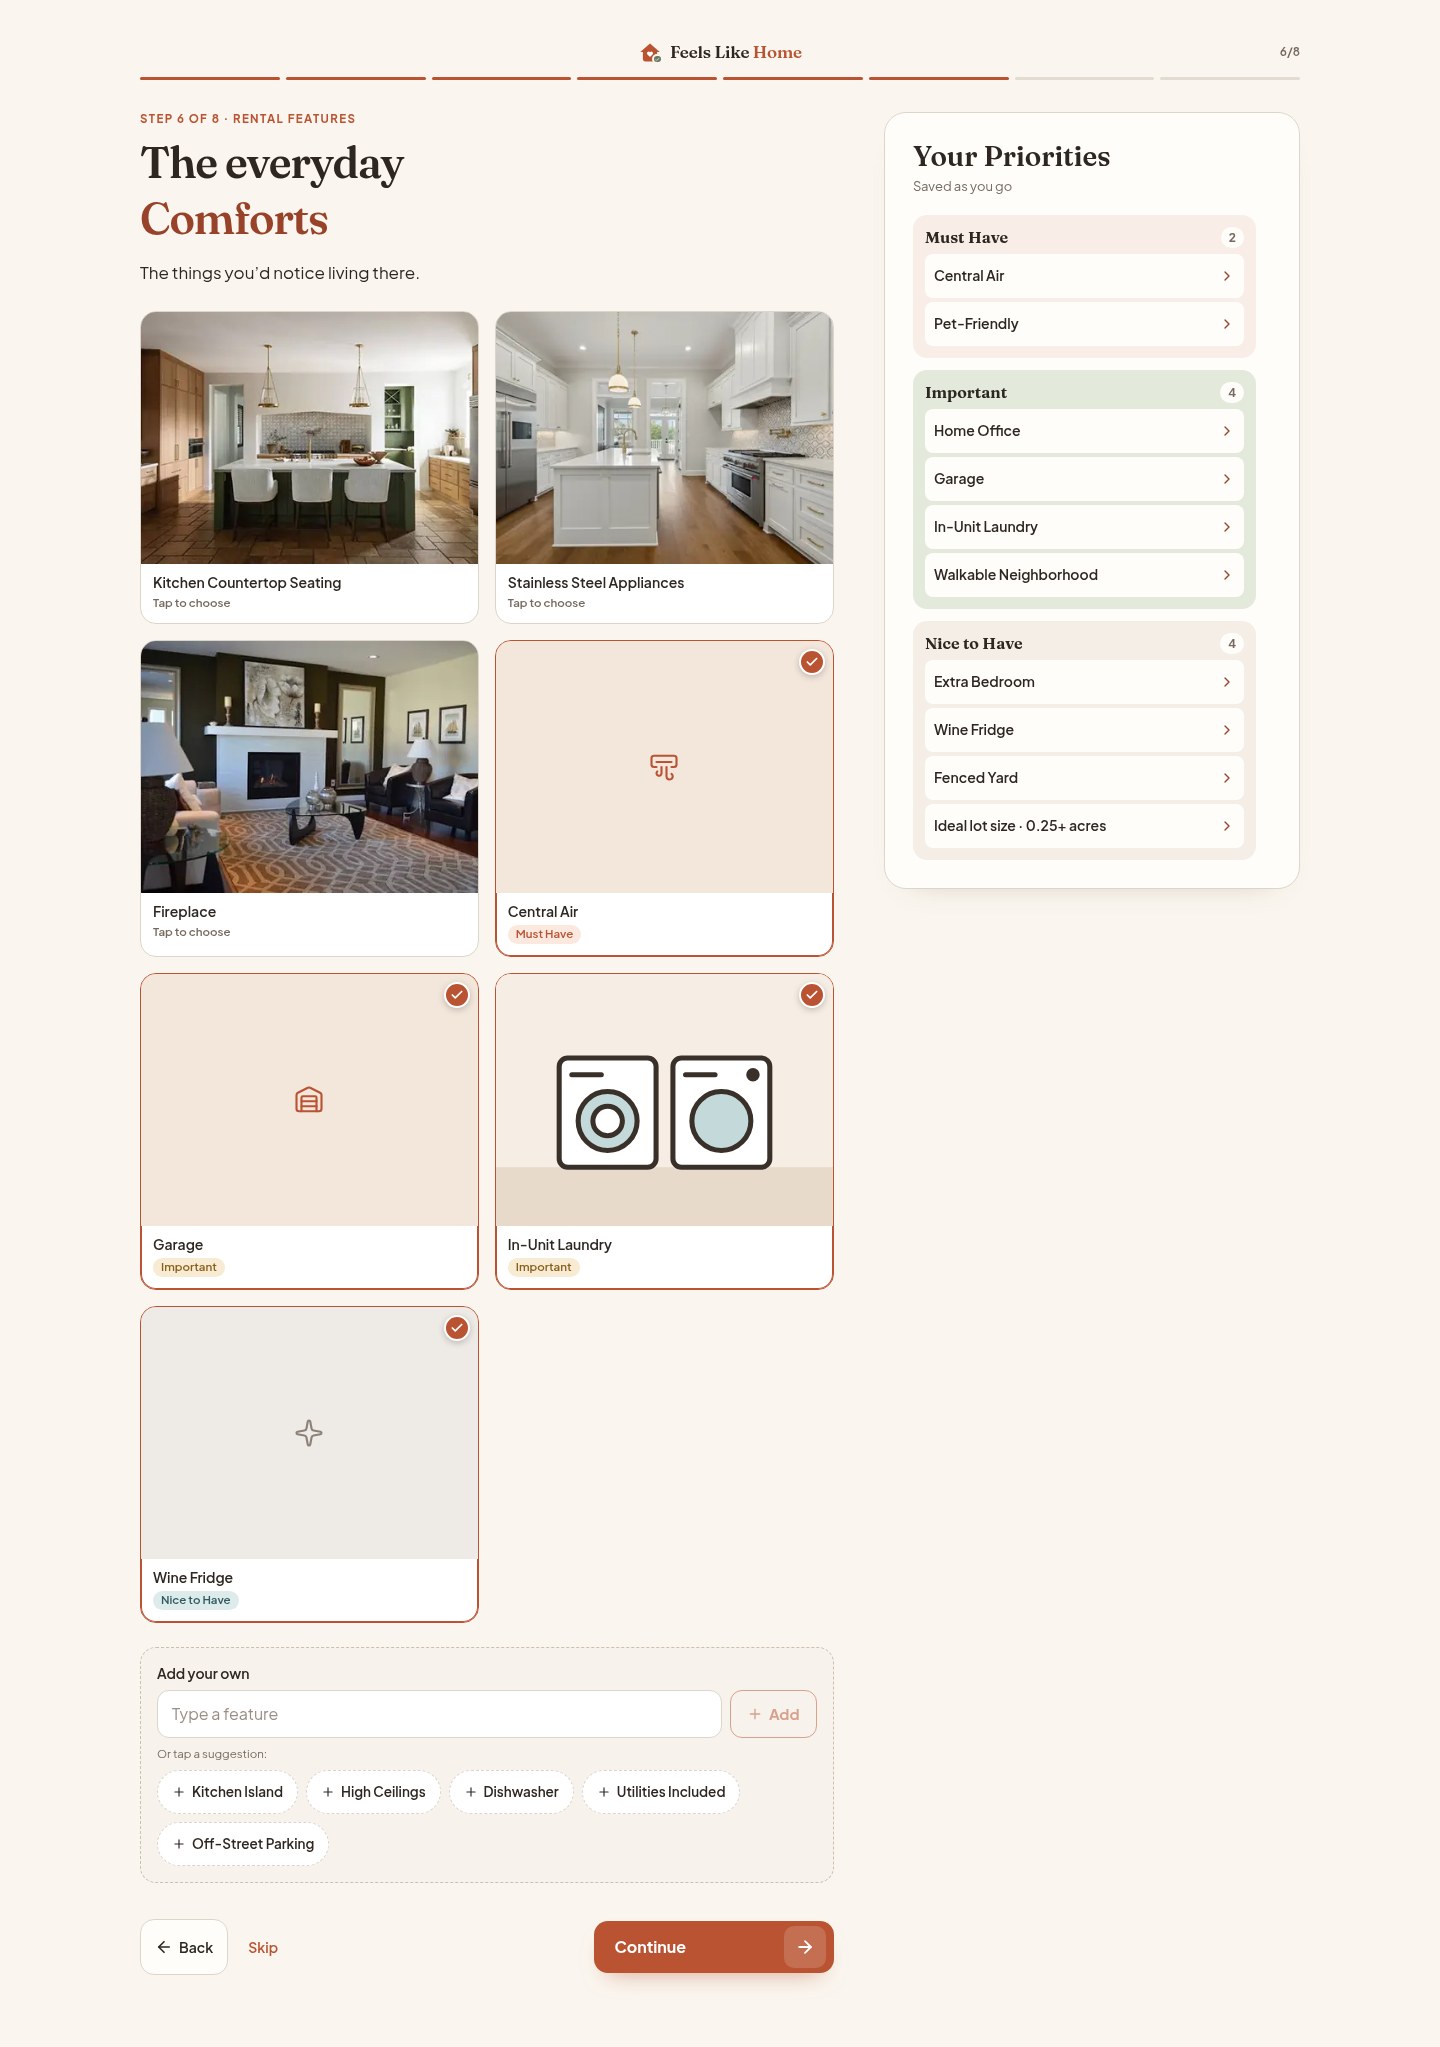 Feels Like Home
6/8
STEP 6 OF 8 · RENTAL FEATURES
The everyday
Comforts
The things you’d notice living there.
Kitchen Countertop Seating
Tap to choose
Stainless Steel Appliances
Tap to choose
Fireplace
Tap to choose
Central Air
Must Have
Garage
Important
In-Unit Laundry
Important
Wine Fridge
Nice to Have
Add your own
Type a feature
+ Add
Or tap a suggestion:
+ Kitchen Island
+ High Ceilings
+ Dishwasher
+ Utilities Included
+ Off-Street Parking
← Back
Skip
Continue →
Your Priorities
Saved as you go
Must Have 2
Central Air
Pet-Friendly
Important 4
Home Office
Garage
In-Unit Laundry
Walkable Neighborhood
Nice to Have 4
Extra Bedroom
Wine Fridge
Fenced Yard
Ideal lot size · 0.25+ acres